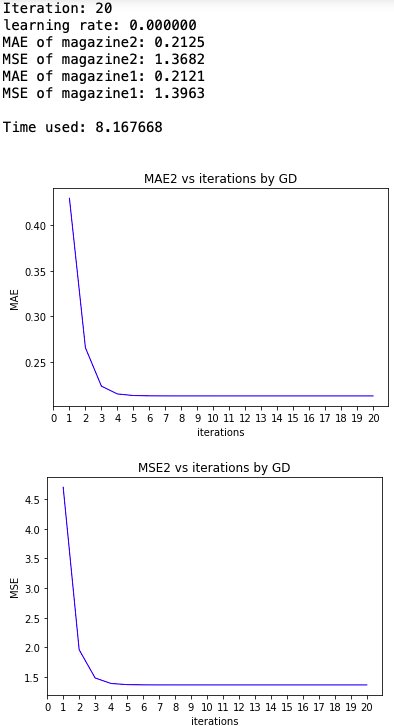 Iteration: 20
learning rate: 0.000000
MAE of magazine2: 0.2125
MSE of magazine2: 1.3682
MAE of magazine1: 0.2121
MSE of magazine1: 1.3963
Time used: 8.167668
MAE2 vs iterations by GD
0.40
0.35
0.30
0.25
MAE
0 1 2 3 4 5 6 7 8 9 10 11 12 13 14 15 16 17 18 19 20
iterations
MSE2 vs iterations by GD
4.5
4.0
3.5
3.0
2.5
2.0
1.5
MSE
0 1 2 3 4 5 6 7 8 9 10 11 12 13 14 15 16 17 18 19 20
iterations